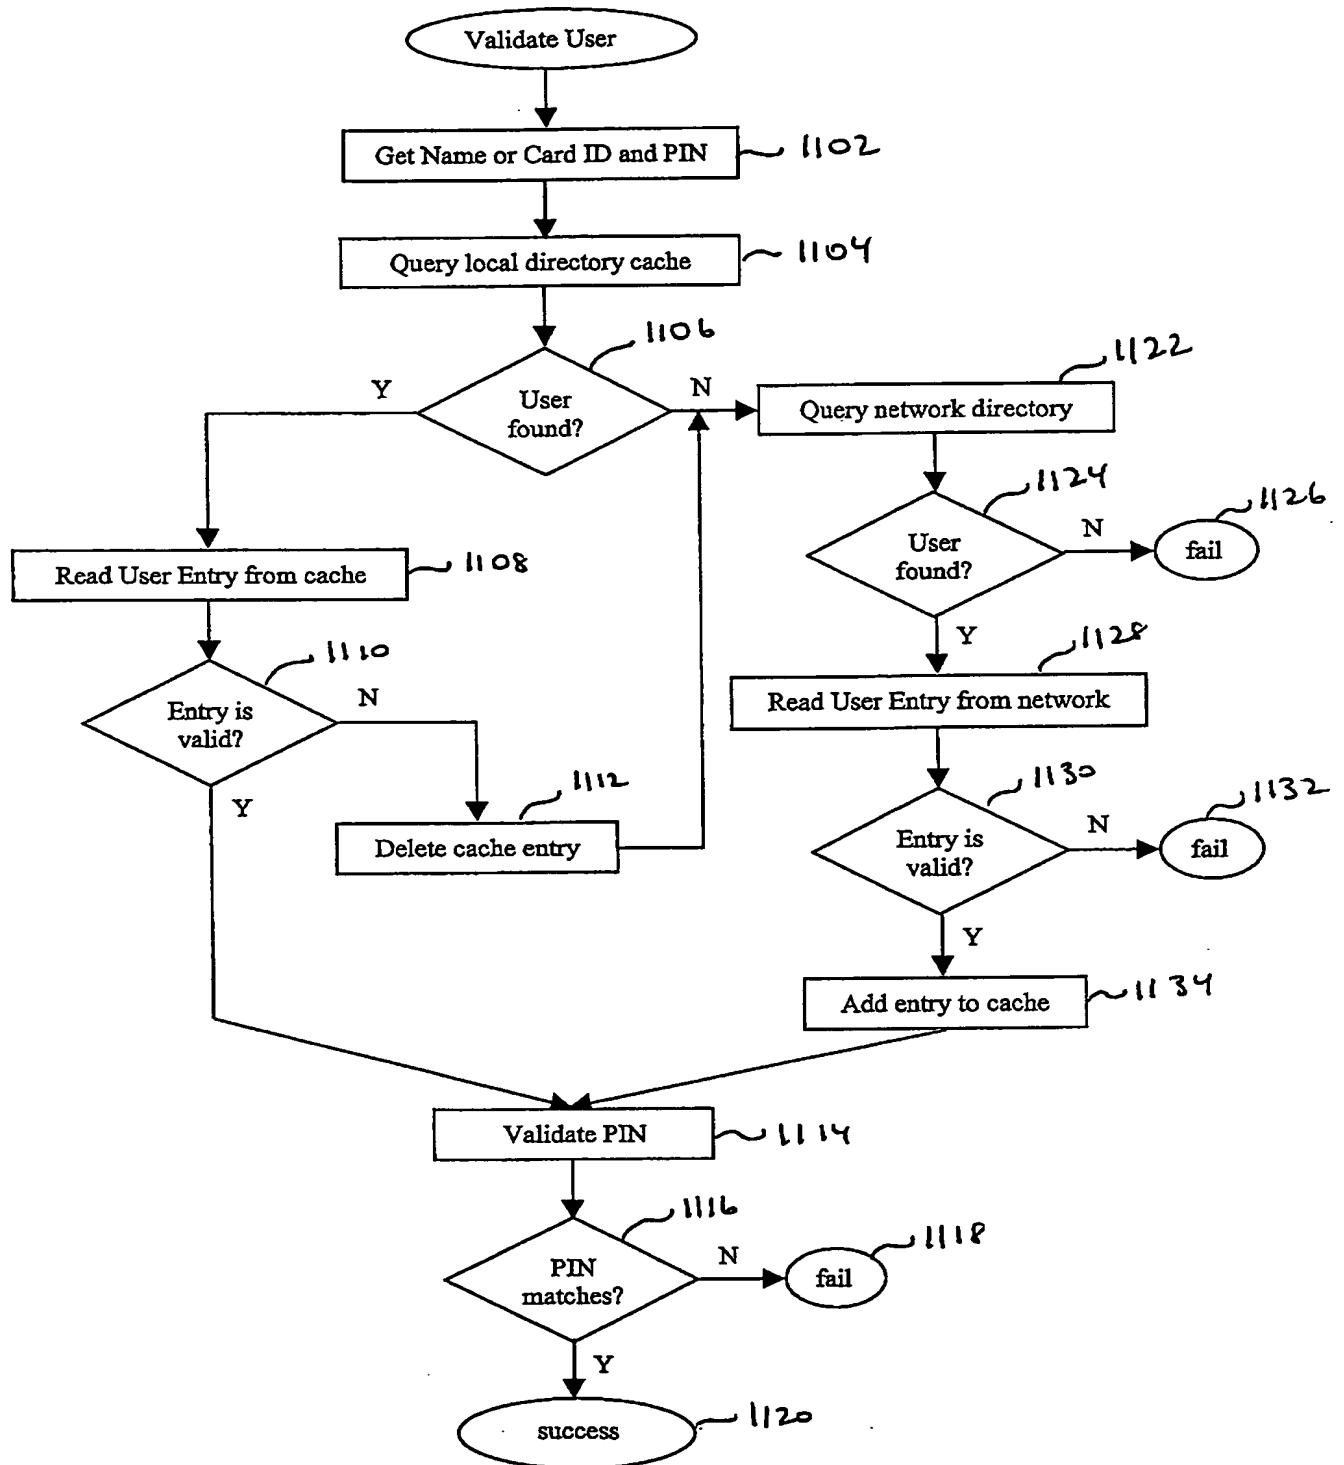 Validate User
Get Name or Card ID and PIN
1102
Query local directory cache
1104
1106
User
found?
Y
N
1122
Query network directory
1124
User
found?
N
1126
fail
Y
Read User Entry from cache
1108
1128
Read User Entry from network
1110
Entry is
valid?
N
Y
1112
Delete cache entry
1130
Entry is
valid?
N
1132
fail
Y
Add entry to cache
1134
Validate PIN
1114
1116
PIN
matches?
N
1118
fail
Y
success
1120